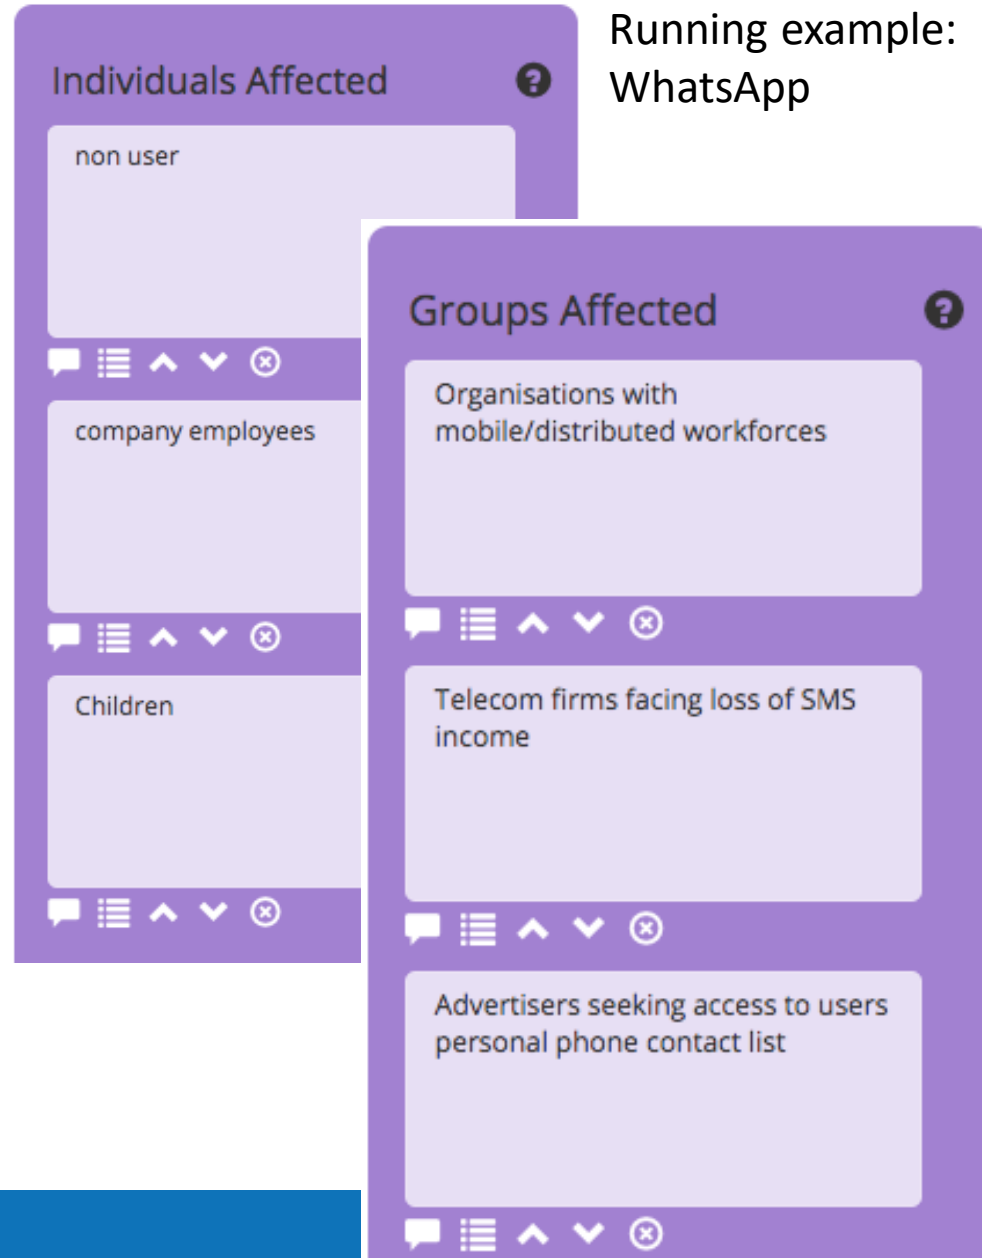 Running example:
WhatsApp
Individuals Affected
non user
company employees
Children
Groups Affected
Organisations with
mobile/distributed workforces
Telecom firms facing loss of SMS
income
Advertisers seeking access to users
personal phone contact list